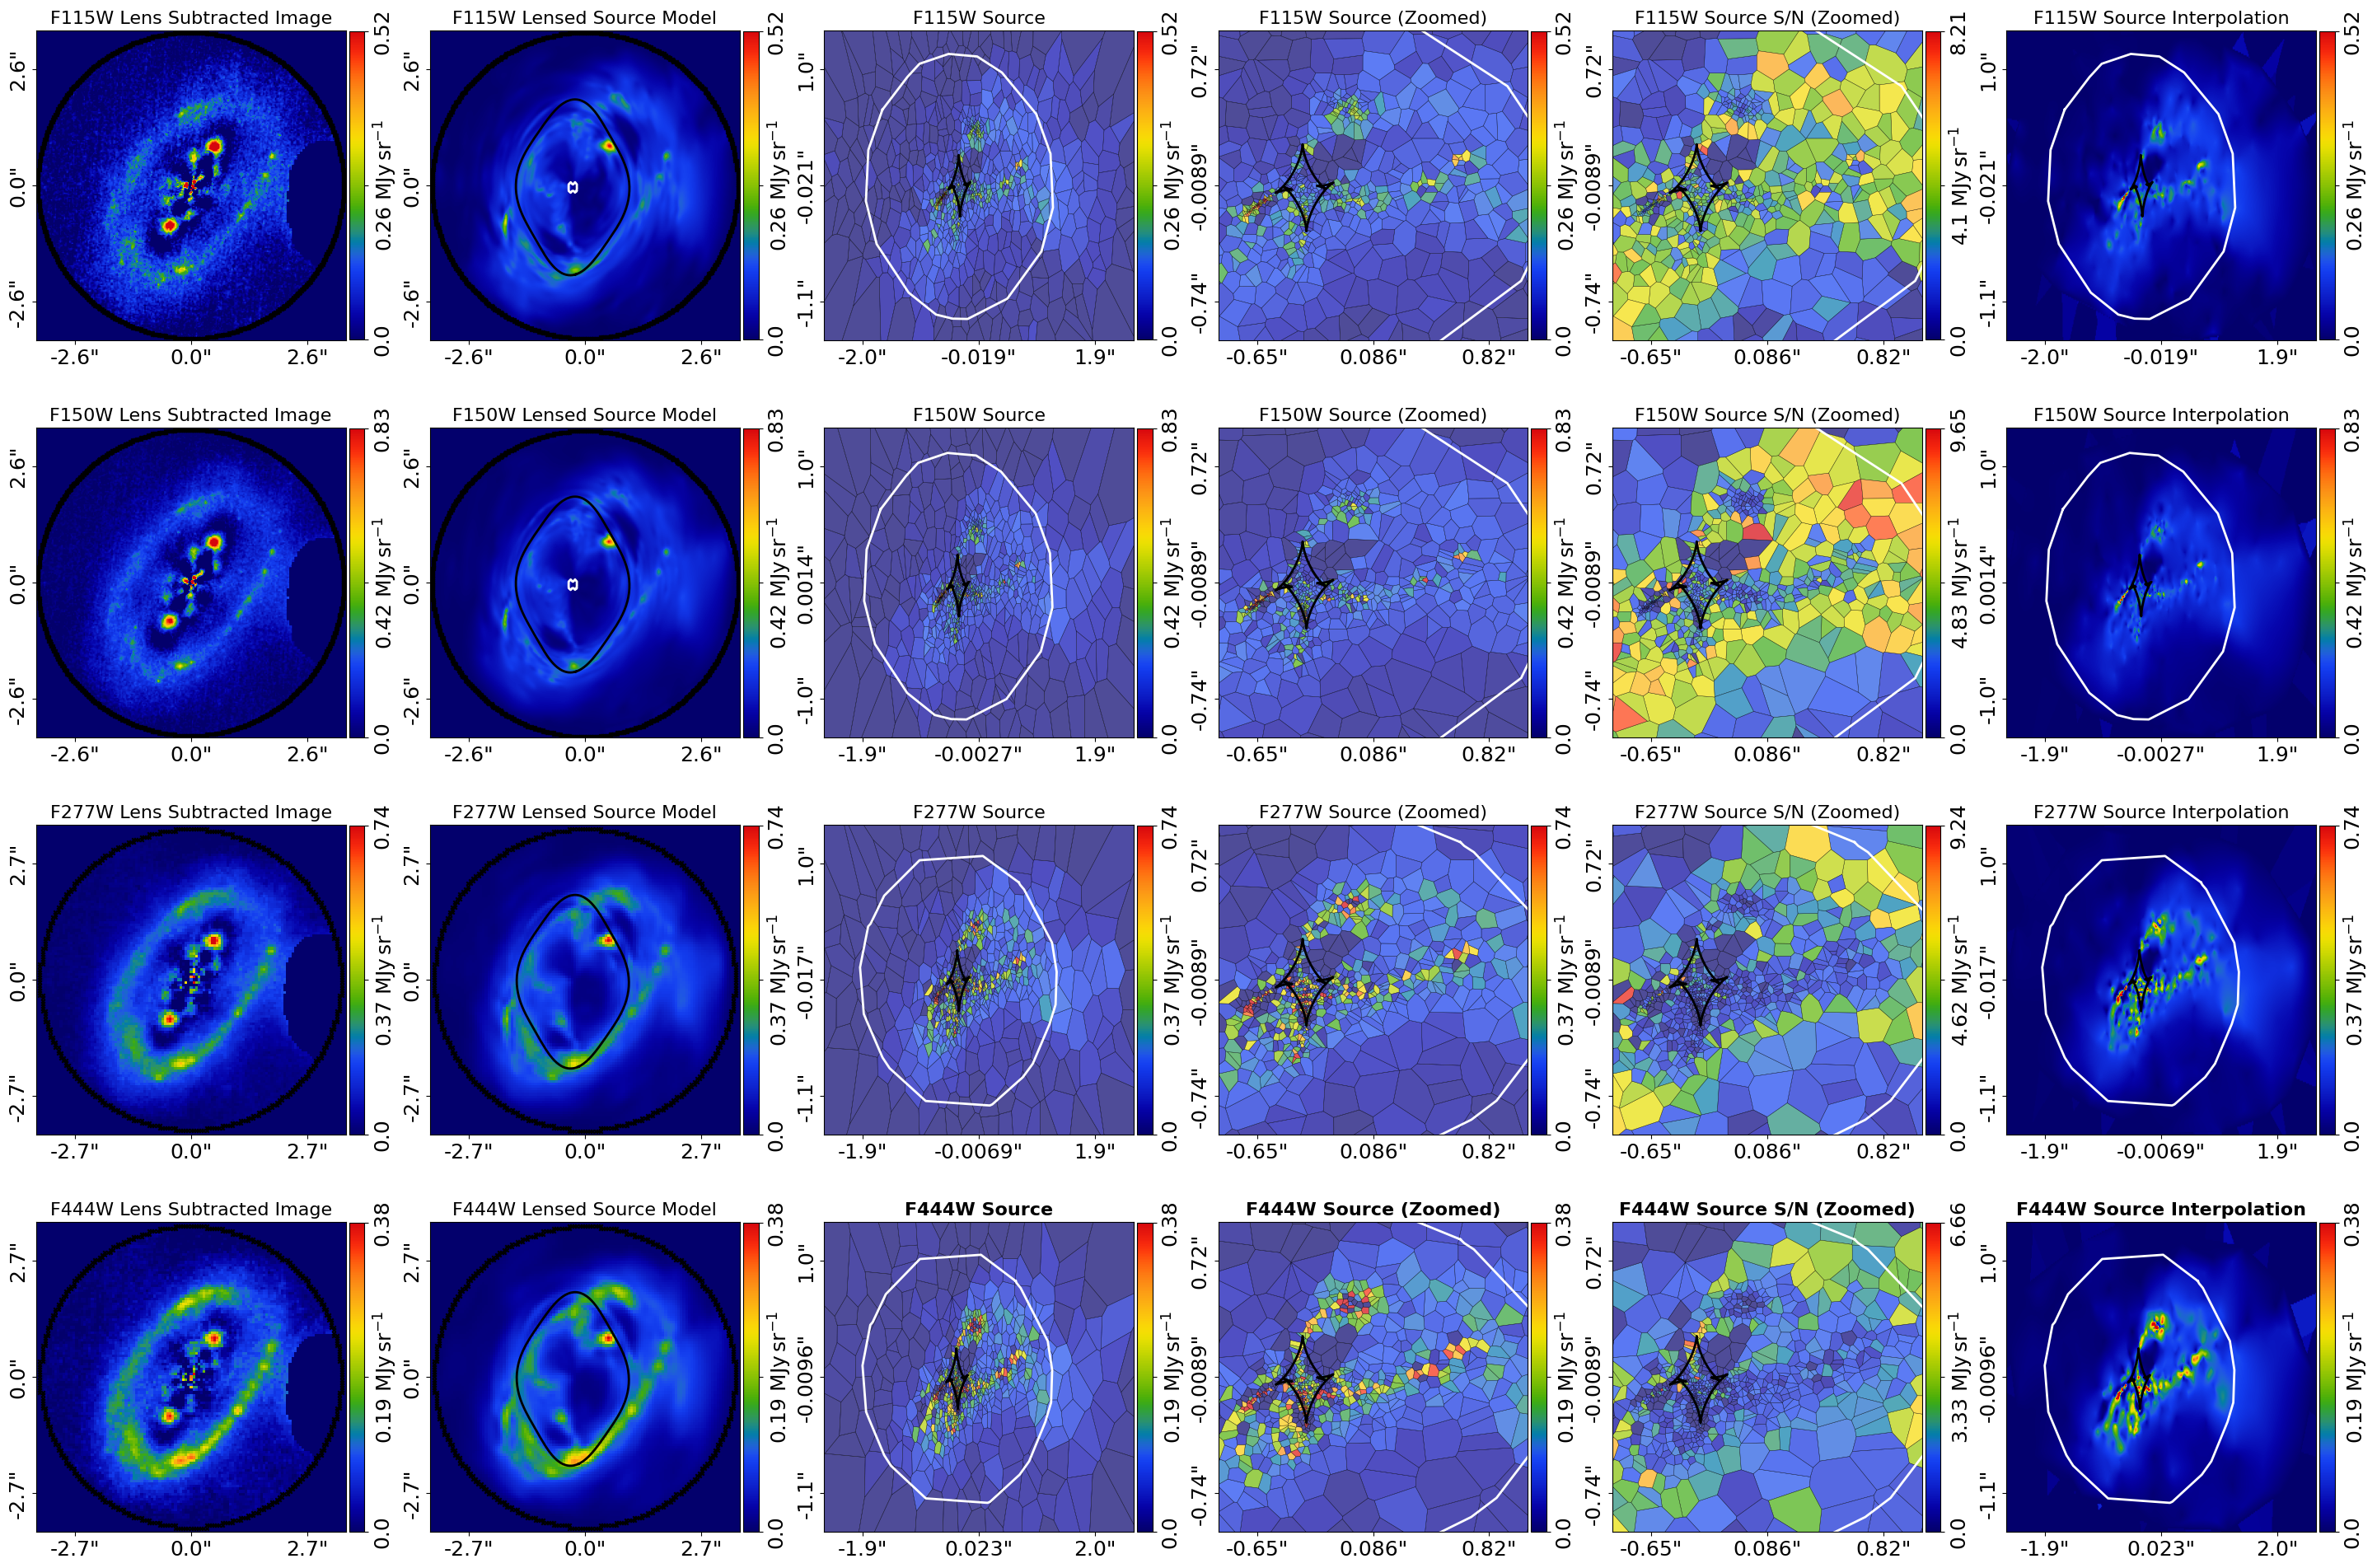 F115W Lens Subtracted Image
2.6"
0.0"
-2.6"
-2.6" 0.0" 2.6"
0.52
0.26 MJy sr⁻¹
0.0
F115W Lensed Source Model
2.6"
0.0"
-2.6"
-2.6" 0.0" 2.6"
0.52
0.26 MJy sr⁻¹
0.0
F115W Source
1.0"
-0.021"
-1.1"
-2.0" -0.019" 1.9"
0.52
0.26 MJy sr⁻¹
0.0
F115W Source (Zoomed)
0.72"
-0.0089"
-0.74"
-0.65" 0.086" 0.82"
0.52
0.26 MJy sr⁻¹
0.0
F115W Source S/N (Zoomed)
0.72"
-0.0089"
-0.74"
-0.65" 0.086" 0.82"
8.21
4.1 MJy sr⁻¹
0.0
F115W Source Interpolation
1.0"
-0.021"
-1.1"
-2.0" -0.019" 1.9"
0.52
0.26 MJy sr⁻¹
0.0
F150W Lens Subtracted Image
2.6"
0.0"
-2.6"
-2.6" 0.0" 2.6"
0.83
0.42 MJy sr⁻¹
0.0
F150W Lensed Source Model
2.6"
0.0"
-2.6"
-2.6" 0.0" 2.6"
0.83
0.42 MJy sr⁻¹
0.0
F150W Source
1.0"
0.0014"
-1.0"
-1.9" -0.0027" 1.9"
0.83
0.42 MJy sr⁻¹
0.0
F150W Source (Zoomed)
0.72"
-0.0089"
-0.74"
-0.65" 0.086" 0.82"
0.83
0.42 MJy sr⁻¹
0.0
F150W Source S/N (Zoomed)
0.72"
-0.0089"
-0.74"
-0.65" 0.086" 0.82"
9.65
4.83 MJy sr⁻¹
0.0
F150W Source Interpolation
1.0"
0.0014"
-1.0"
-1.9" -0.0027" 1.9"
0.83
0.42 MJy sr⁻¹
0.0
F277W Lens Subtracted Image
2.7"
0.0"
-2.7"
-2.7" 0.0" 2.7"
0.74
0.37 MJy sr⁻¹
0.0
F277W Lensed Source Model
2.7"
0.0"
-2.7"
-2.7" 0.0" 2.7"
0.74
0.37 MJy sr⁻¹
0.0
F277W Source
1.0"
-0.017"
-1.1"
-1.9" -0.0069" 1.9"
0.74
0.37 MJy sr⁻¹
0.0
F277W Source (Zoomed)
0.72"
-0.0089"
-0.74"
-0.65" 0.086" 0.82"
0.74
0.37 MJy sr⁻¹
0.0
F277W Source S/N (Zoomed)
0.72"
-0.0089"
-0.74"
-0.65" 0.086" 0.82"
9.24
4.62 MJy sr⁻¹
0.0
F277W Source Interpolation
1.0"
-0.017"
-1.1"
-1.9" -0.0069" 1.9"
0.74
0.37 MJy sr⁻¹
0.0
F444W Lens Subtracted Image
2.7"
0.0"
-2.7"
-2.7" 0.0" 2.7"
0.38
0.19 MJy sr⁻¹
0.0
F444W Lensed Source Model
2.7"
0.0"
-2.7"
-2.7" 0.0" 2.7"
0.38
0.19 MJy sr⁻¹
0.0
F444W Source
1.0"
-0.0096"
-1.1"
-1.9" 0.023" 2.0"
0.38
0.19 MJy sr⁻¹
0.0
F444W Source (Zoomed)
0.72"
-0.0089"
-0.74"
-0.65" 0.086" 0.82"
0.38
0.19 MJy sr⁻¹
0.0
F444W Source S/N (Zoomed)
0.72"
-0.0089"
-0.74"
-0.65" 0.086" 0.82"
6.66
3.33 MJy sr⁻¹
0.0
F444W Source Interpolation
1.0"
-0.0096"
-1.1"
-1.9" 0.023" 2.0"
0.38
0.19 MJy sr⁻¹
0.0